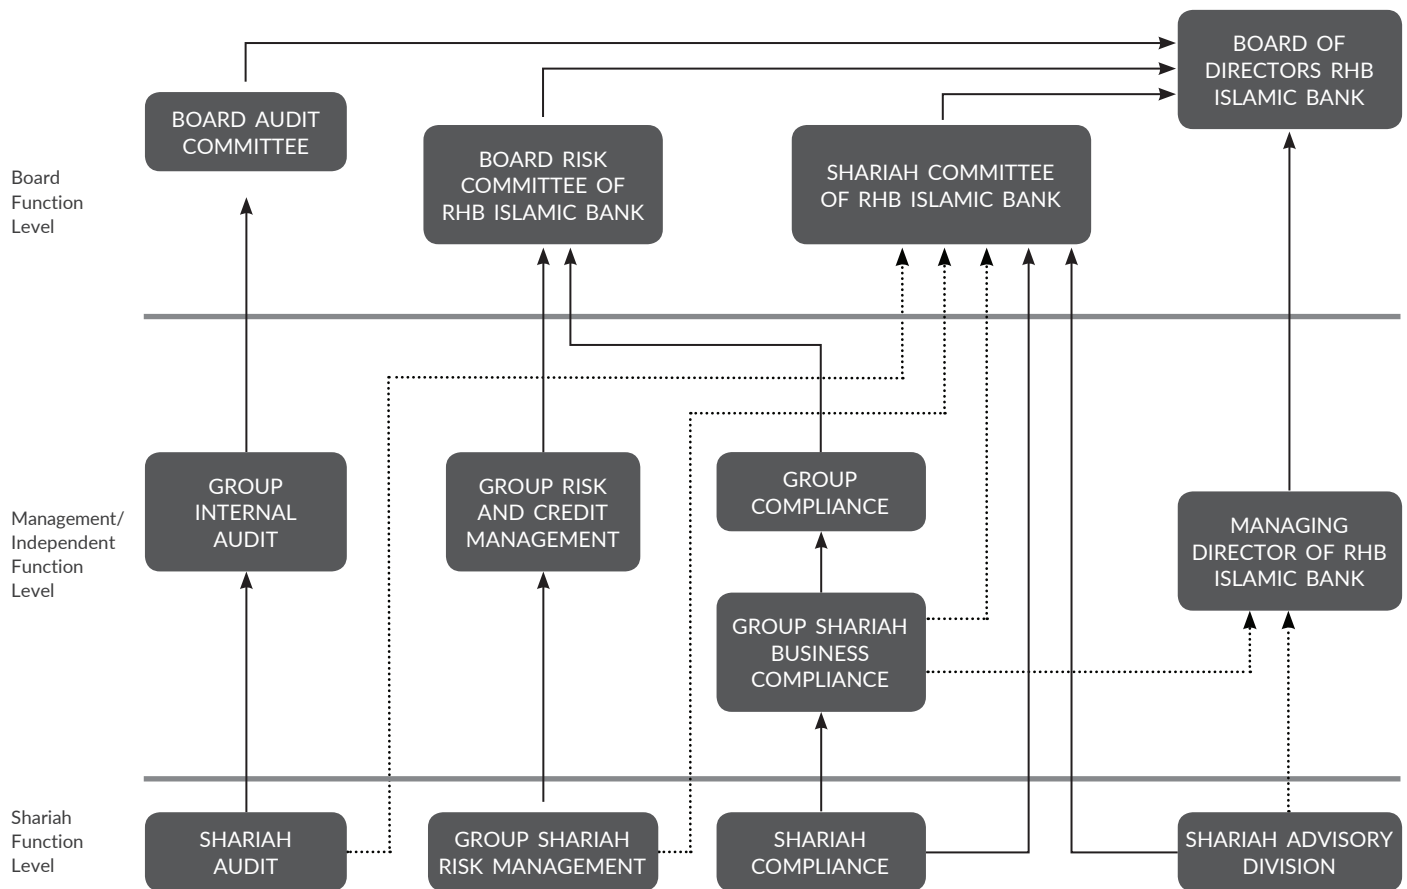 BOARD OF
DIRECTORS RHB
ISLAMIC BANK
BOARD AUDIT
COMMITTEE
BOARD RISK
COMMITTEE OF
RHB ISLAMIC BANK
SHARIAH COMMITTEE
OF RHB ISLAMIC BANK
Board
Function
Level
GROUP
INTERNAL
AUDIT
GROUP RISK
AND CREDIT
MANAGEMENT
GROUP
COMPLIANCE
MANAGING
DIRECTOR OF RHB
ISLAMIC BANK
Management/
Independent
Function
Level
GROUP SHARIAH
BUSINESS
COMPLIANCE
Shariah
Function
Level
SHARIAH
AUDIT
GROUP SHARIAH
RISK MANAGEMENT
SHARIAH
COMPLIANCE
SHARIAH ADVISORY
DIVISION